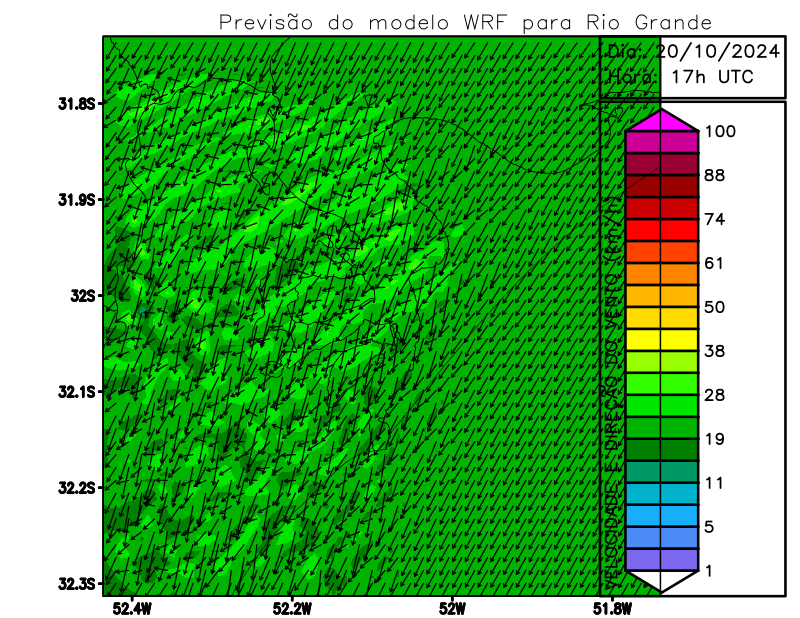 Previsão do modelo WRF para Rio Grande
Dia: 20/10/2024
Hora: 17h UTC
VELOCIDADE E DIREÇÃO DO VENTO (km/h)
100
88
74
61
50
38
28
19
11
5
1
31.8S
31.9S
32S
32.1S
32.2S
32.3S
52.4W 52.2W 52W 51.8W